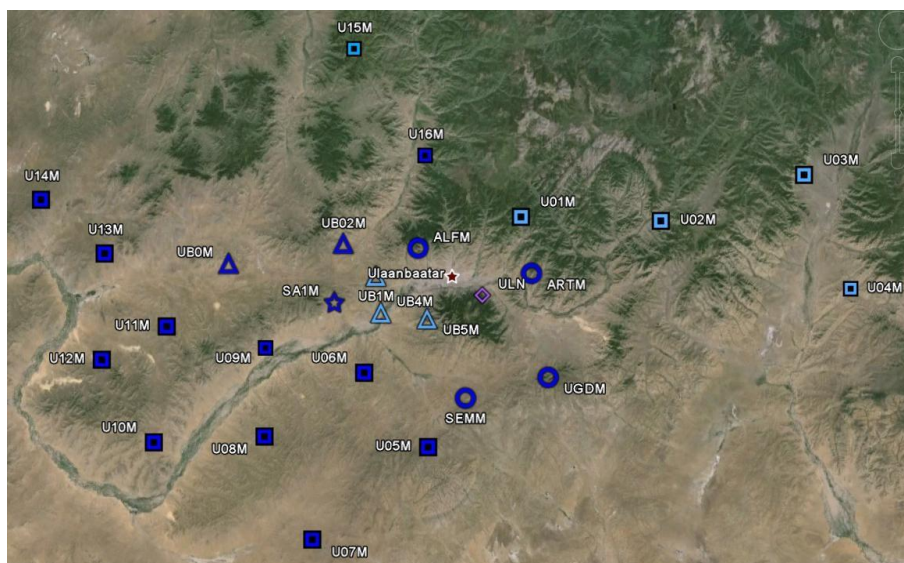 U15M
U16M
U03M
U14M
U01M
U02M
U13M
UB02M
ALFM
UB0M
Ulaanbaatar
ULN
ARTM
SA1M
UB1M
UB4M
U04M
U11M
UB5M
U12M
U09M
U06M
UGDM
SEMM
U10M
U08M
U05M
U07M